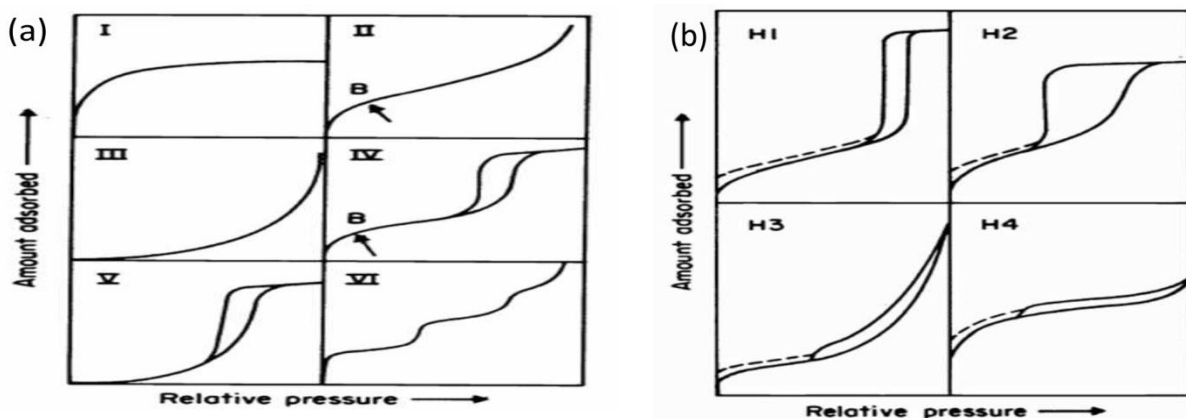 (a)
I
II
B
III
IV
B
V
VI
Amount adsorbed
Relative pressure
(b)
H1
H2
H3
H4
Amount adsorbed
Relative pressure